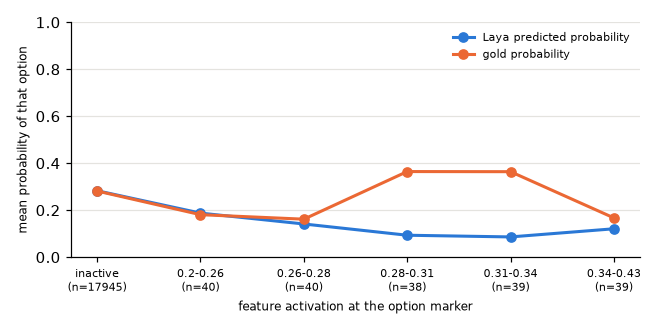 1.0
0.8
0.6
0.4
0.2
0.0
mean probability of that option
Laya predicted probability
gold probability
inactive
(n=17945)
0.2-0.26
(n=40)
0.26-0.28
(n=40)
0.28-0.31
(n=38)
0.31-0.34
(n=39)
0.34-0.43
(n=39)
feature activation at the option marker